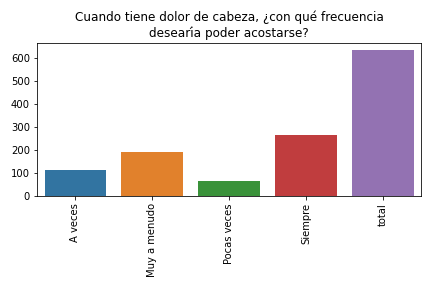 Cuando tiene dolor de cabeza, ¿con qué frecuencia
desearía poder acostarse?
600
500
400
300
200
100
0
A veces
Muy a menudo
Pocas veces
Siempre
total